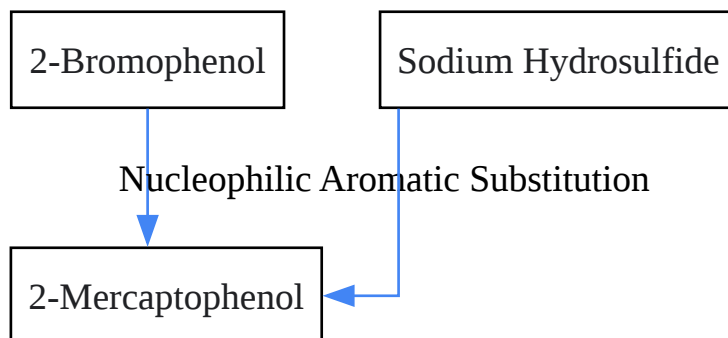 2-Bromophenol
Sodium Hydrosulfide
Nucleophilic Aromatic Substitution
2-Mercaptophenol